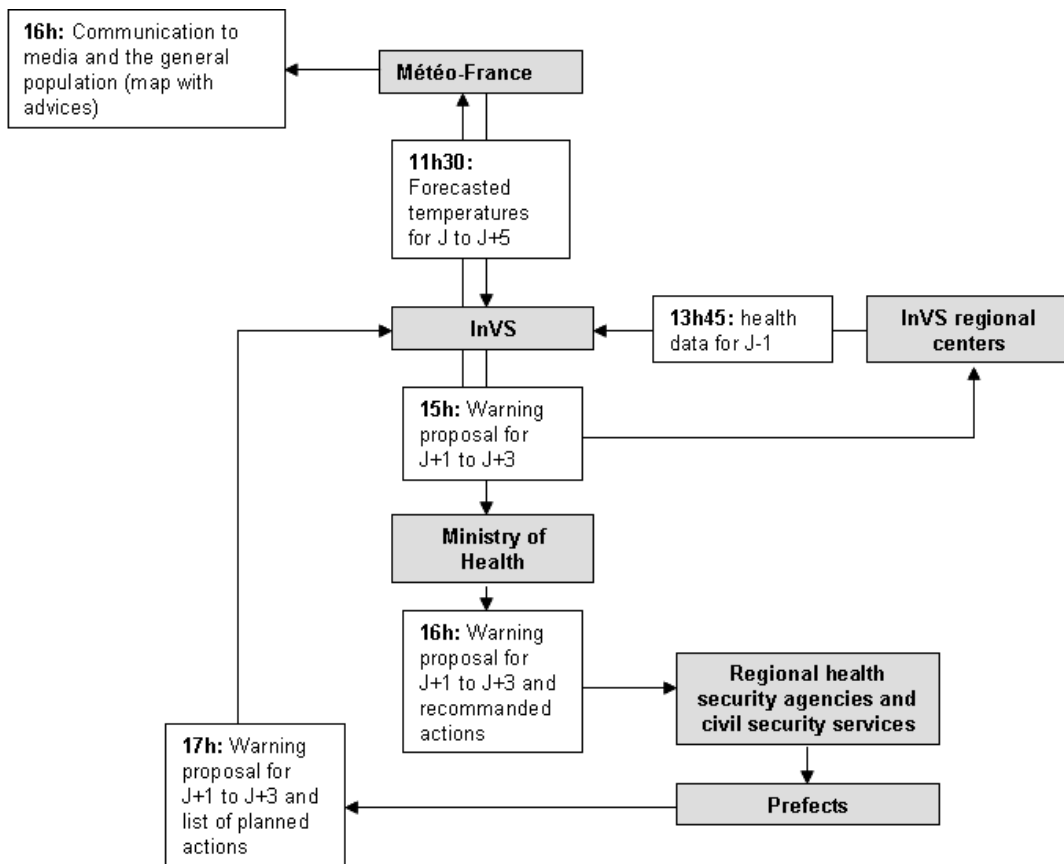 16h: Communication to
media and the general
population (map with
advices)
Météo-France
11h30:
Forecasted
temperatures
for J to J+5
InVS
13h45: health
data for J-1
InVS regional
centers
15h: Warning
proposal for
J+1 to J+3
Ministry of
Health
16h: Warning
proposal for
J+1 to J+3 and
recommanded
actions
Regional health
security agencies and
civil security services
17h: Warning
proposal for
J+1 to J+3 and
list of planned
actions
Prefects